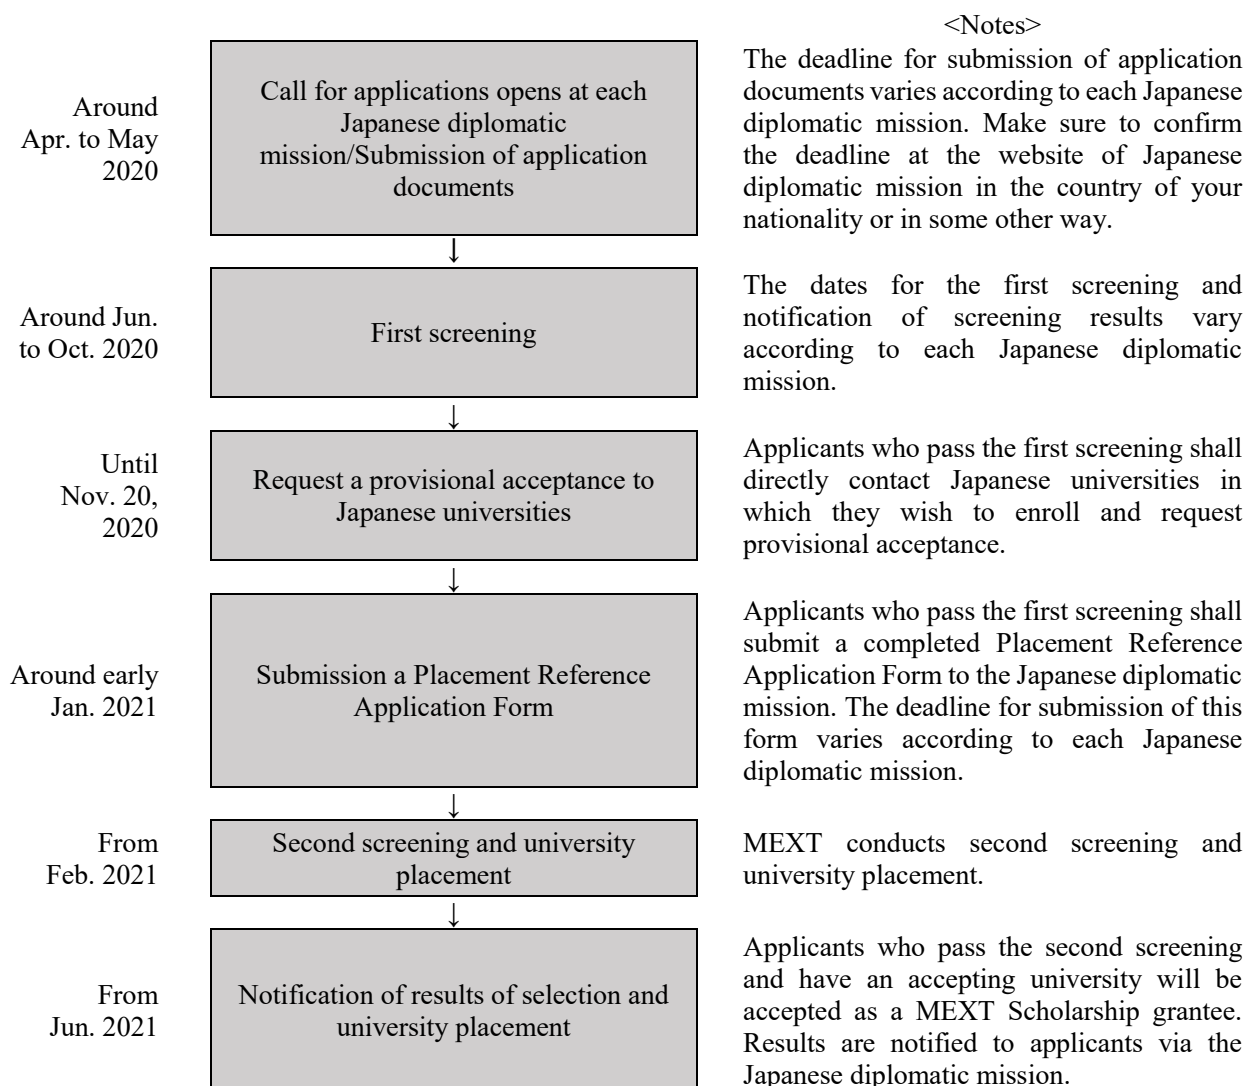 <Notes>
Around
Apr. to May
2020
Call for applications opens at each
Japanese diplomatic
mission/Submission of application
documents
The deadline for submission of application
documents varies according to each Japanese
diplomatic mission. Make sure to confirm
the deadline at the website of Japanese
diplomatic mission in the country of your
nationality or in some other way.
↓
Around Jun.
to Oct. 2020
First screening
The dates for the first screening and
notification of screening results vary
according to each Japanese diplomatic
mission.
↓
Until
Nov. 20,
2020
Request a provisional acceptance to
Japanese universities
Applicants who pass the first screening shall
directly contact Japanese universities in
which they wish to enroll and request
provisional acceptance.
↓
Around early
Jan. 2021
Submission a Placement Reference
Application Form
Applicants who pass the first screening shall
submit a completed Placement Reference
Application Form to the Japanese diplomatic
mission. The deadline for submission of this
form varies according to each Japanese
diplomatic mission.
↓
From
Feb. 2021
Second screening and university
placement
MEXT conducts second screening and
university placement.
↓
From
Jun. 2021
Notification of results of selection and
university placement
Applicants who pass the second screening
and have an accepting university will be
accepted as a MEXT Scholarship grantee.
Results are notified to applicants via the
Japanese diplomatic mission.